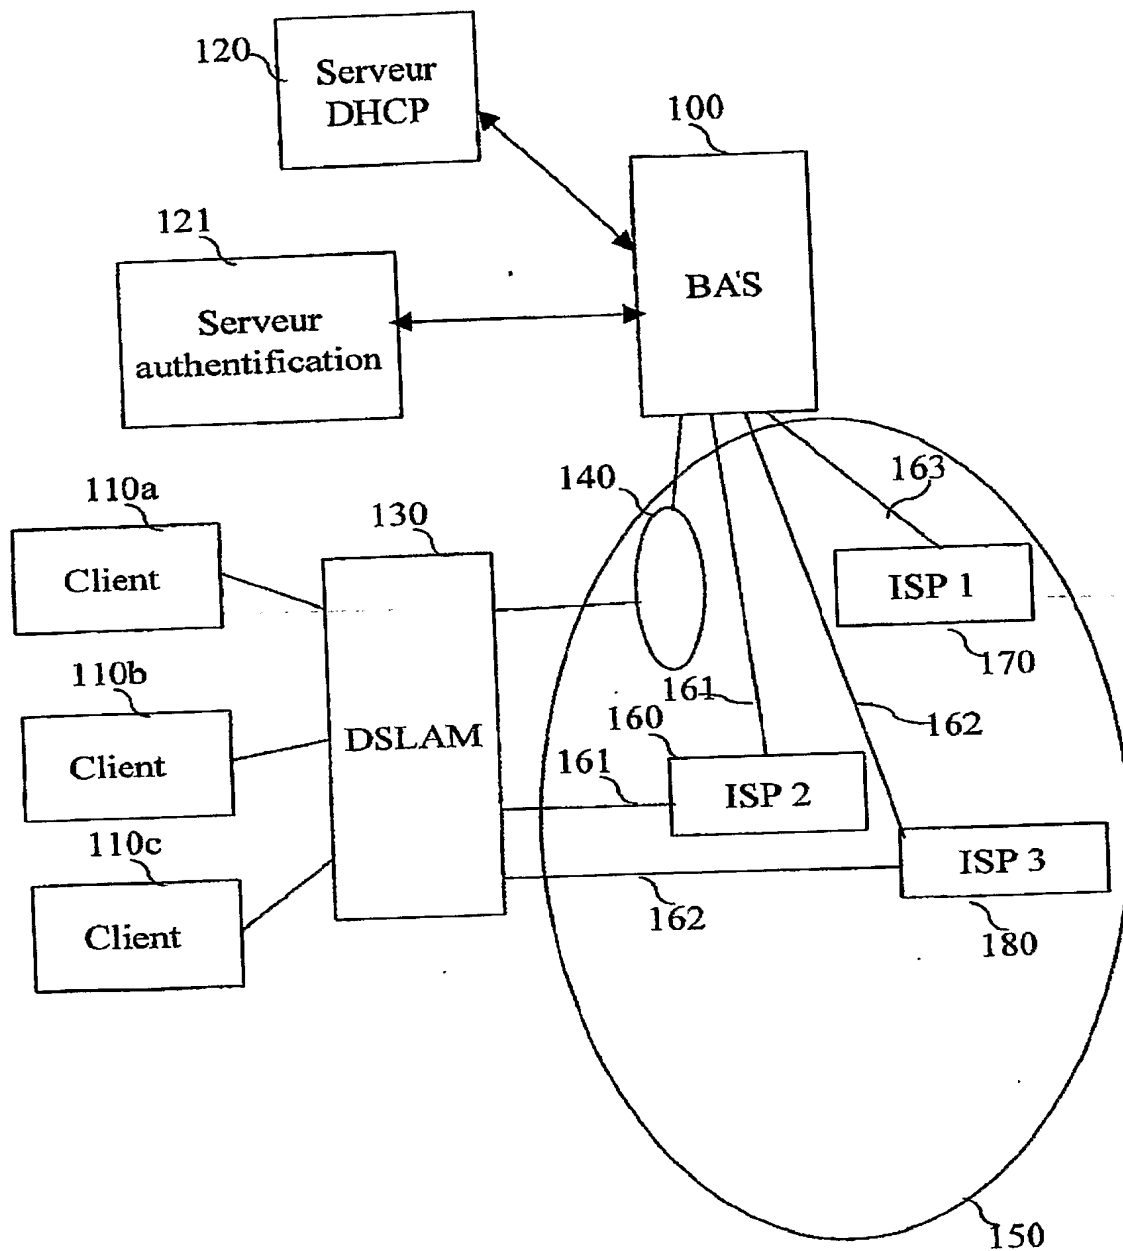 120
Serveur
DHCP
100
121
BAS
Serveur
authentification
140
163
110a
130
Client
ISP 1
170
110b
161
160
162
Client
DSLAM
161
ISP 2
110c
ISP 3
Client
162
180
150